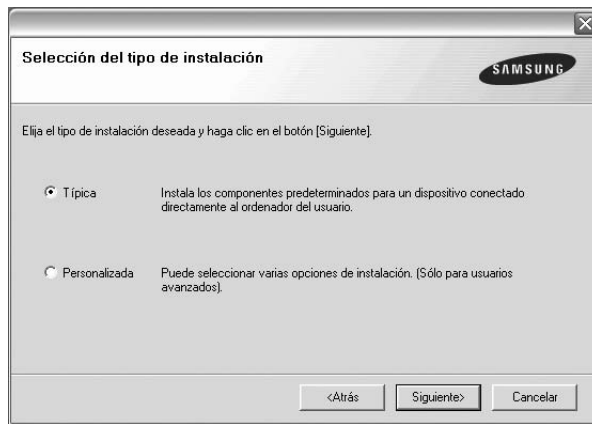 Selección del tipo de instalación
SAMSUNG
Elija el tipo de instalación deseada y haga clic en el botón [Siguiente].
Típica
Instala los componentes predeterminados para un dispositivo conectado
directamente al ordenador del usuario.
Personalizada
Puede seleccionar varias opciones de instalación. (Sólo para usuarios
avanzados).
<Atrás
Siguiente>
Cancelar